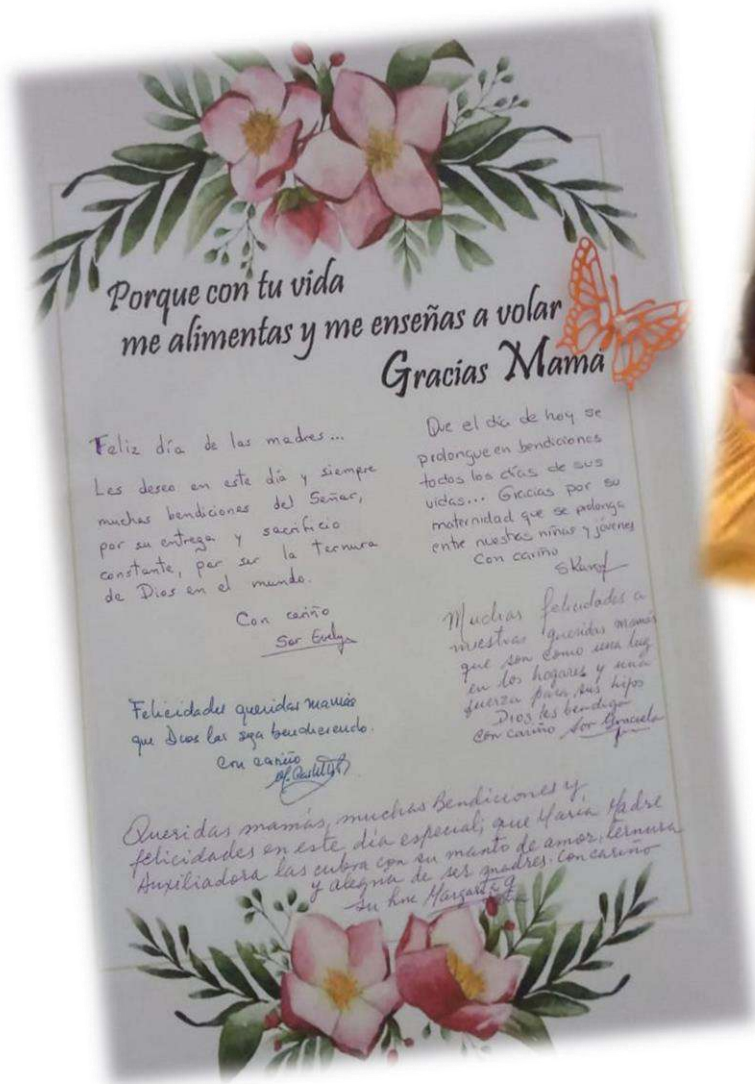 Porque con tu vida
me alimentas y me enseñas a volar
Gracias Mamá
Feliz día de las madres...
Les deseo en este día y siempre
muchas bendiciones del Señor,
por su entrega y sacrificio
constante, por ser la ternura
de Dios en el mundo.
Con cariño
Sor Evelyn
Que el día de hoy se
prolongue en bendiciones
todos los días de sus
vidas... Gracias por su
maternidad que se prolonga
entre nuestras niñas y jóvenes
Con cariño
Muchas felicidades a
nuestras queridas mamás
que son como una luz
en los hogares y una
fuerza para sus hijos
Dios les bendiga
Con cariño Sor Graciela
Felicidades queridas mamás
que Dios las siga bendiciendo.
Con cariño
Queridas mamás, muchas Bendiciones y
felicidades en este día especial; que María Madre
Auxiliadora las cubra con su manto de amor, ternura
y alegría de ser madres. Con cariño
su hna Margarita